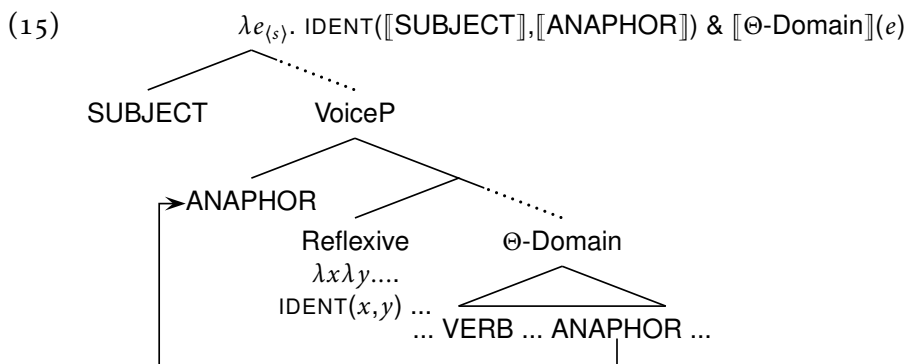 (15) λe⟨s⟩. IDENT(⟦SUBJECT⟧,⟦ANAPHOR⟧) & ⟦Θ-Domain⟧(e)
SUBJECT VoiceP
ANAPHOR
Reflexive Θ-Domain
λxλy....
IDENT(x,y) ...
... VERB ... ANAPHOR ...